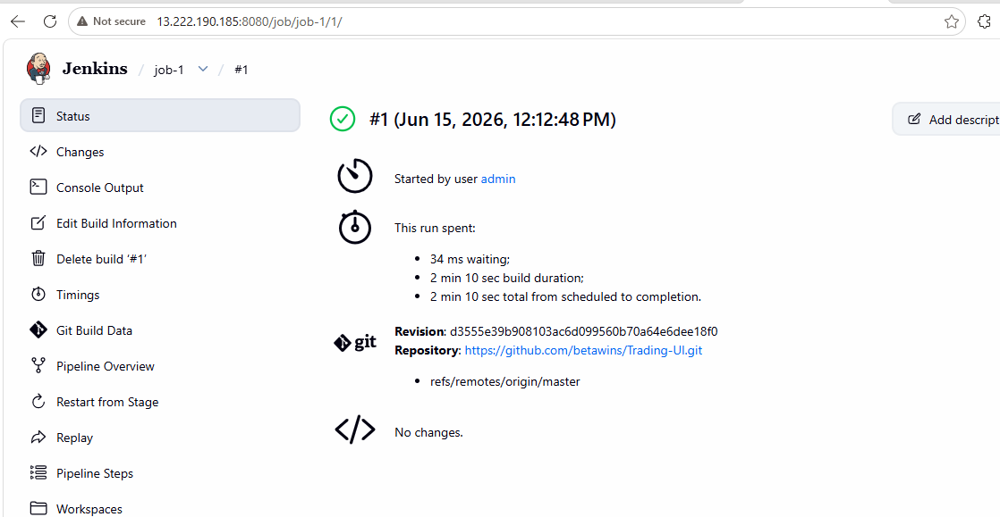 Not secure 13.222.190.185:8080/job/job-1/1/
Jenkins / job-1 / #1
Status
Changes
Console Output
Edit Build Information
Delete build ‘#1’
Timings
Git Build Data
Pipeline Overview
Restart from Stage
Replay
Pipeline Steps
Workspaces
#1 (Jun 15, 2026, 12:12:48 PM)
Add descript
Started by user admin
This run spent:
34 ms waiting;
2 min 10 sec build duration;
2 min 10 sec total from scheduled to completion.
git
Revision: d3555e39b908103ac6d099560b70a64e6dee18f0
Repository: https://github.com/betawins/Trading-UI.git
refs/remotes/origin/master
No changes.